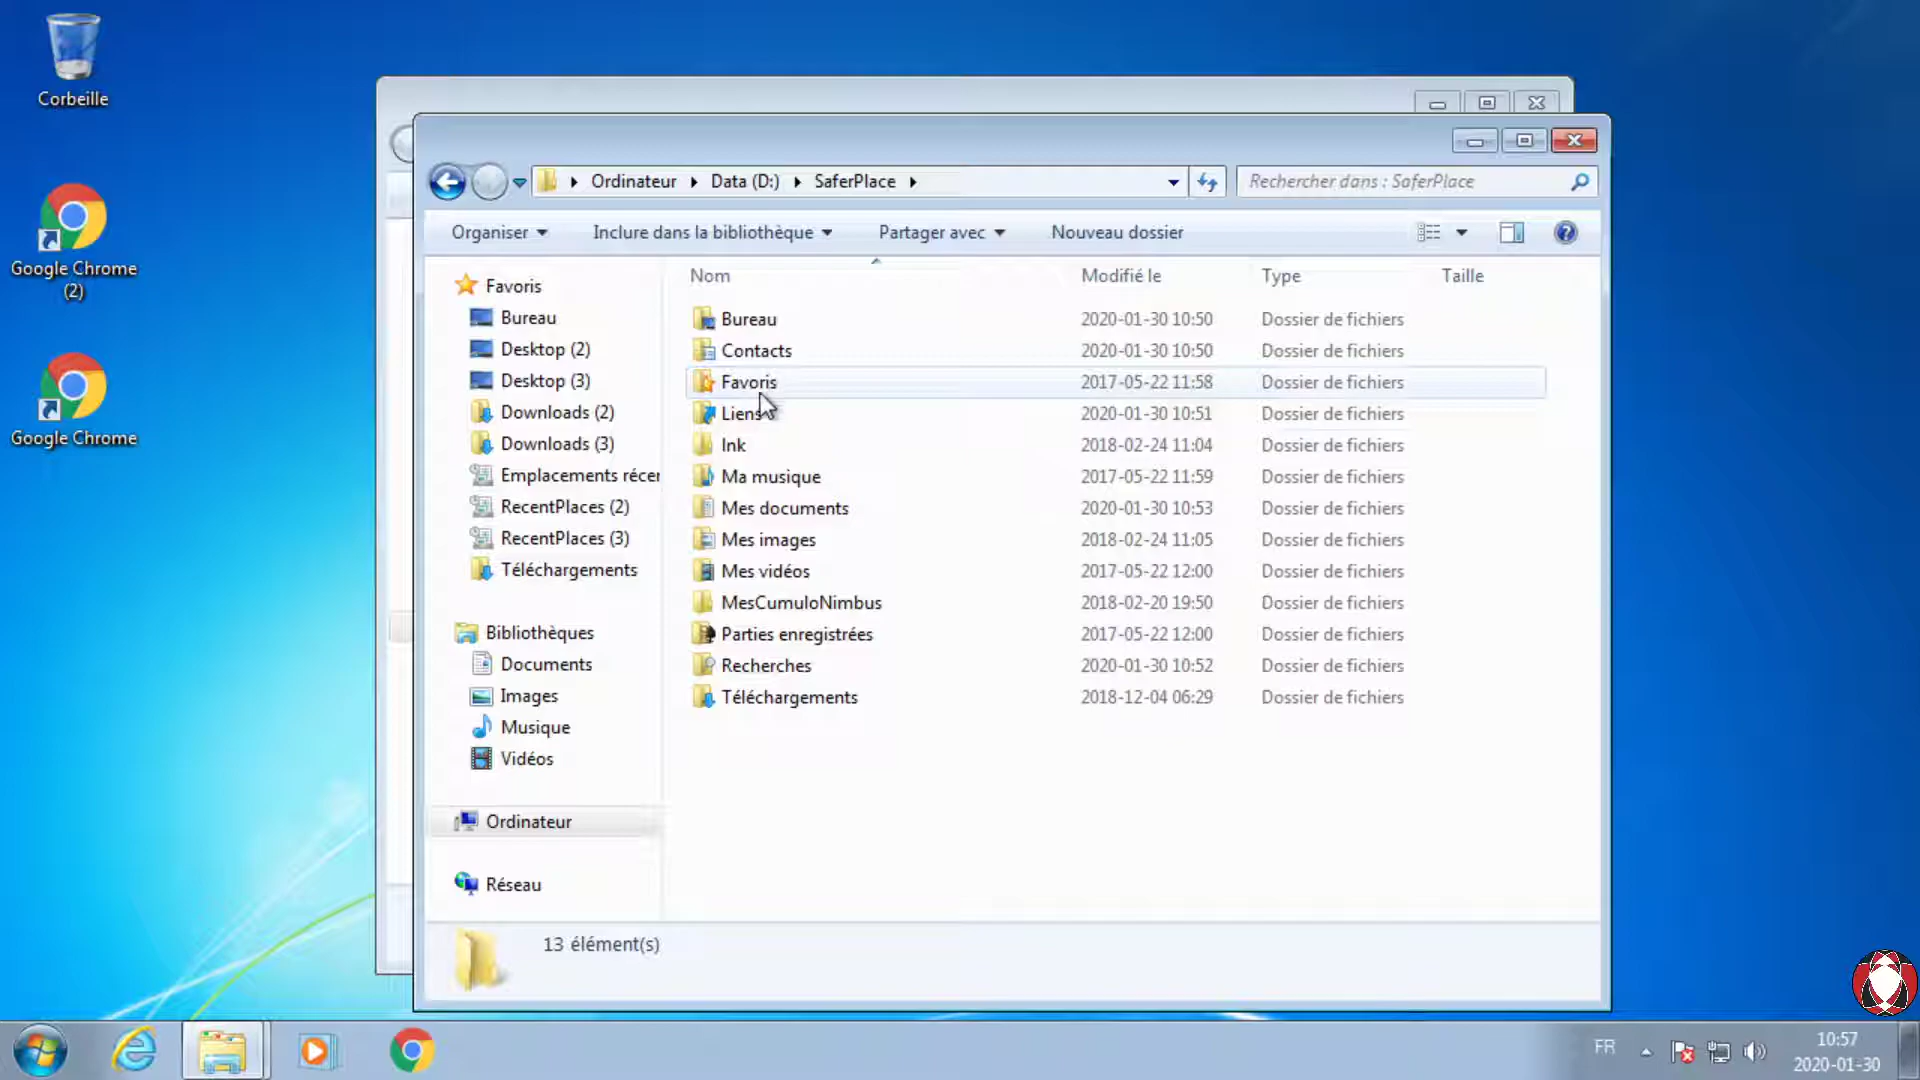 Corbeille
Google Chrome
(2)
Google Chrome
Ordinateur
Data (D:)
SaferPlace
Rechercher dans : SaferPlace
Organiser
Inclure dans la bibliothèque
Partager avec
Nouveau dossier
Favoris
Bureau
Desktop (2)
Desktop (3)
Downloads (2)
Downloads (3)
Emplacements récer
RecentPlaces (2)
RecentPlaces (3)
Téléchargements
Bibliothèques
Documents
Images
Musique
Vidéos
Ordinateur
Réseau
Nom Modifié le Type Taille
Bureau 2020-01-30 10:50 Dossier de fichiers
Contacts 2020-01-30 10:50 Dossier de fichiers
Favoris 2017-05-22 11:58 Dossier de fichiers
Liens 2020-01-30 10:51 Dossier de fichiers
Ink 2018-02-24 11:04 Dossier de fichiers
Ma musique 2017-05-22 11:59 Dossier de fichiers
Mes documents 2020-01-30 10:53 Dossier de fichiers
Mes images 2018-02-24 11:05 Dossier de fichiers
Mes vidéos 2017-05-22 12:00 Dossier de fichiers
MesCumuloNimbus 2018-02-20 19:50 Dossier de fichiers
Parties enregistrées 2017-05-22 12:00 Dossier de fichiers
Recherches 2020-01-30 10:52 Dossier de fichiers
Téléchargements 2018-12-04 06:29 Dossier de fichiers
13 élément(s)
FR
10:57
2020-01-30